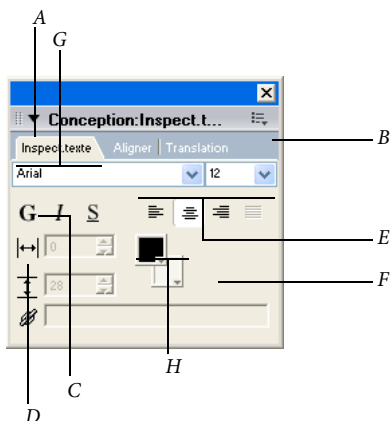 A
G
Conception:Inspect.t...
Inspect.texte Aligner Translation
B
Arial 12
G I S
E
0
F
28
H
C
D